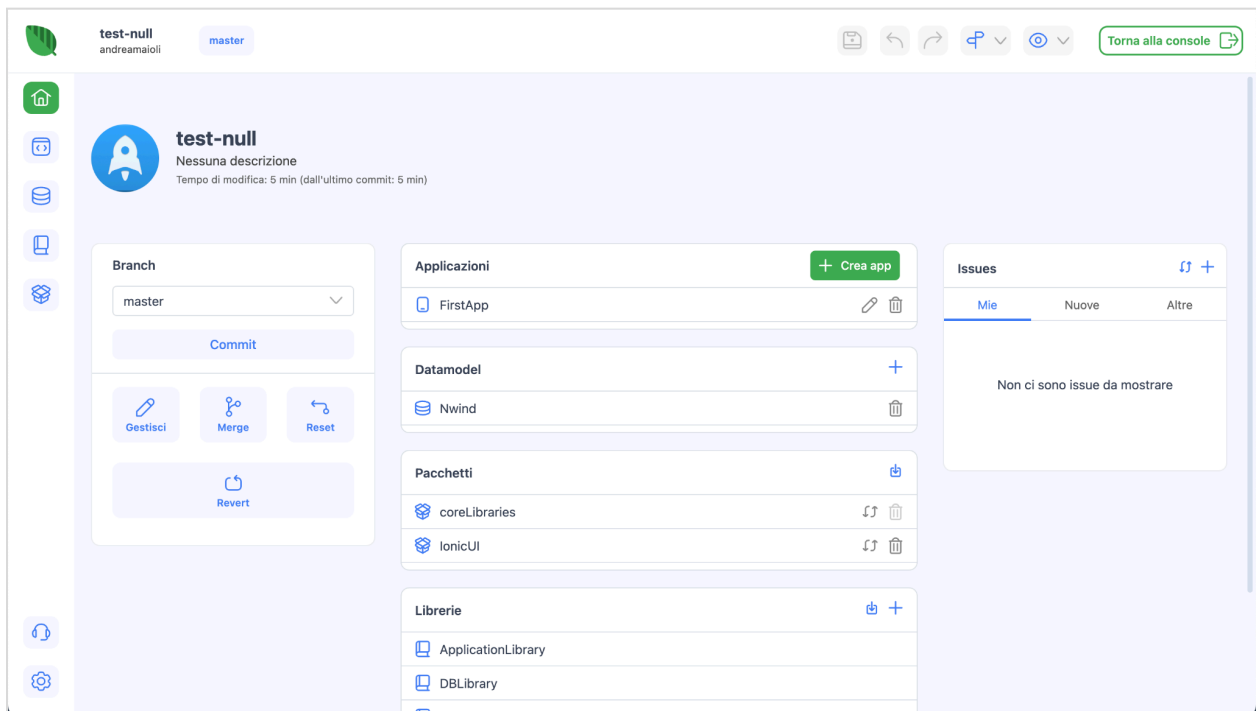 test-null
andreamaioli
master
Torna alla console
test-null
Nessuna descrizione
Tempo di modifica: 5 min (dall'ultimo commit: 5 min)
Branch
master
Commit
Gestisci
Merge
Reset
Revert
Applicazioni
Crea app
FirstApp
Datamodel
Nwind
Pacchetti
coreLibraries
IonicUI
Librerie
ApplicationLibrary
DBLibrary
Issues
Mie
Nuove
Altre
Non ci sono issue da mostrare